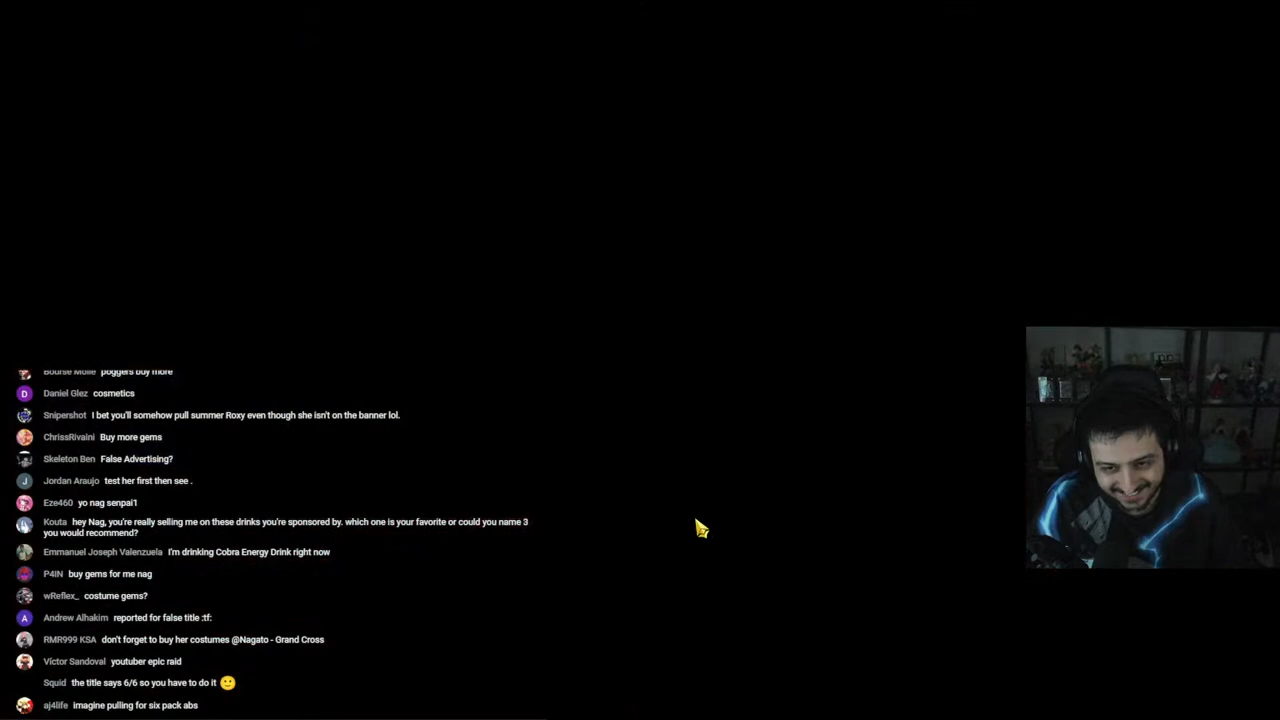 Bourse Molle poggers buy more
Daniel Glez cosmetics
Snipershot I bet you'll somehow pull summer Roxy even though she isn't on the banner lol.
ChrissRivaini Buy more gems
Skeleton Ben False Advertising?
Jordan Araujo test her first then see .
Eze460 yo nag senpai1
Kouta hey Nag, you're really selling me on these drinks you're sponsored by. which one is your favorite or could you name 3
you would recommend?
Emmanuel Joseph Valenzuela I'm drinking Cobra Energy Drink right now
P4IN buy gems for me nag
wReflex_ costume gems?
Andrew Alhakim reported for false title :tf:
RMR999 KSA don't forget to buy her costumes @Nagato - Grand Cross
Víctor Sandoval youtuber epic raid
Squid the title says 6/6 so you have to do it 🙂
aj4life imagine pulling for six pack abs